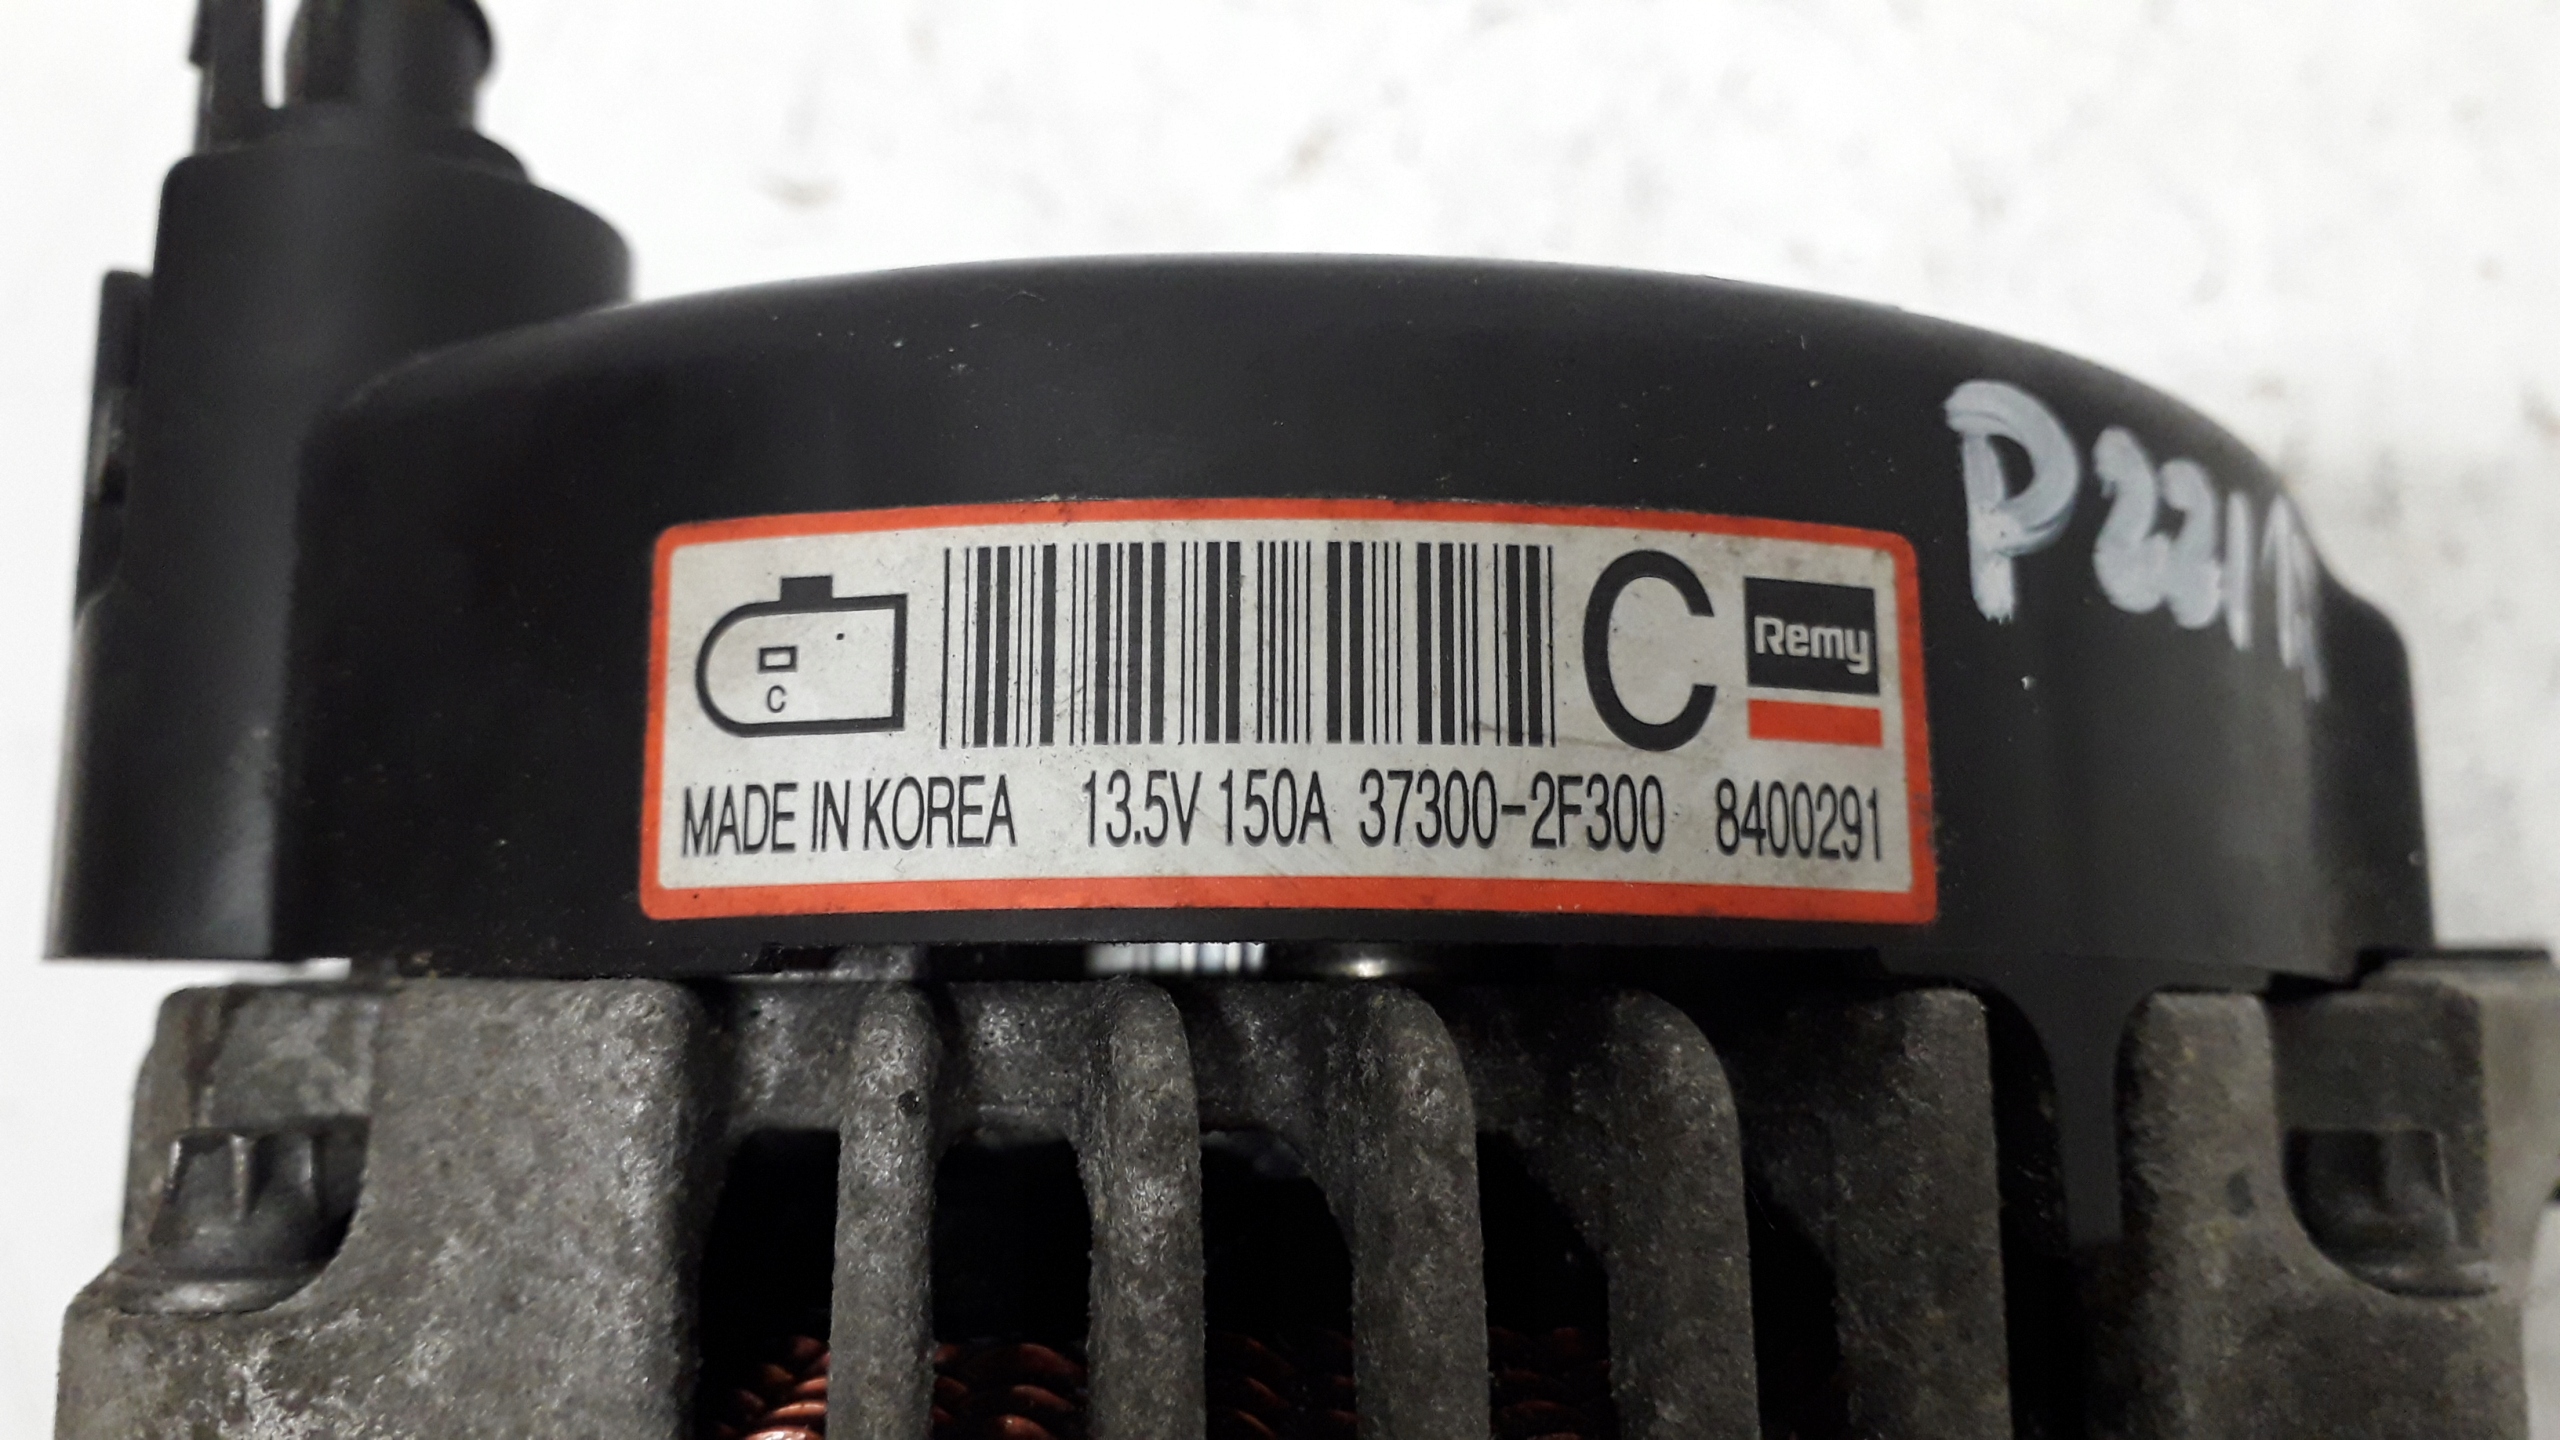 C
C
Remy
MADE IN KOREA 13.5V 150A 37300-2F300 8400291